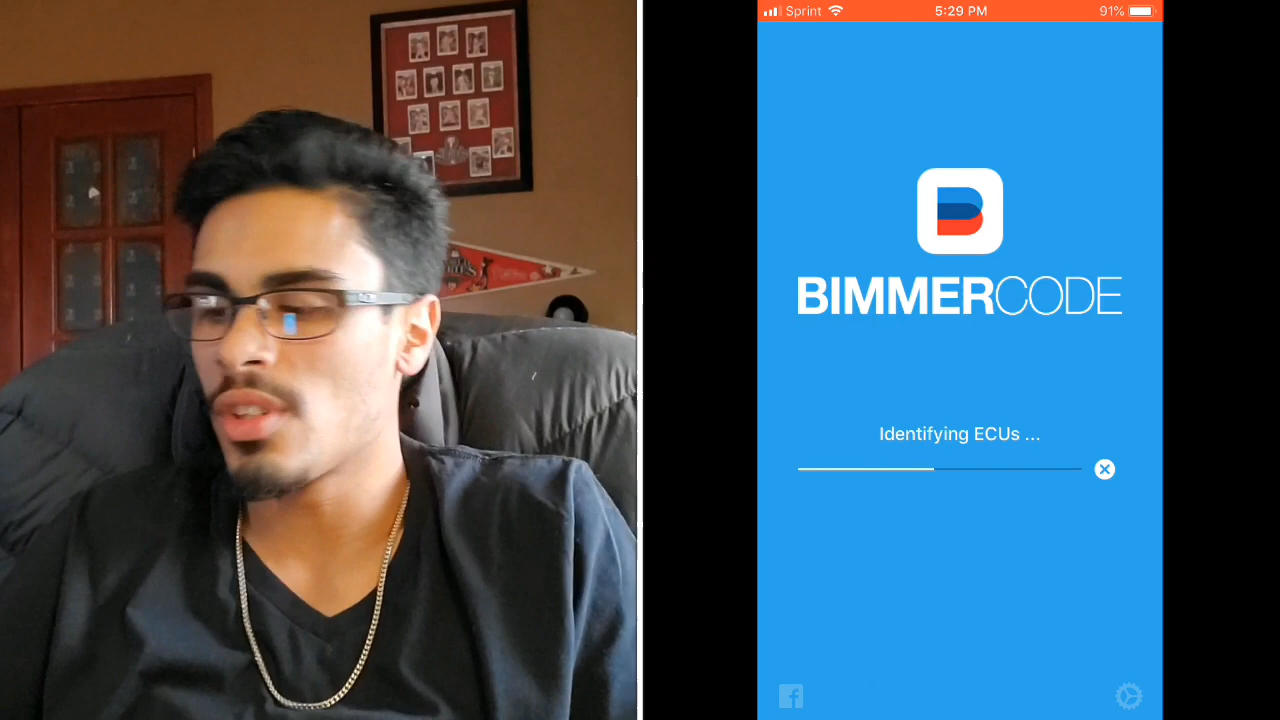 Sprint 5:29 PM 91%
BIMMERCODE
Identifying ECUs ...